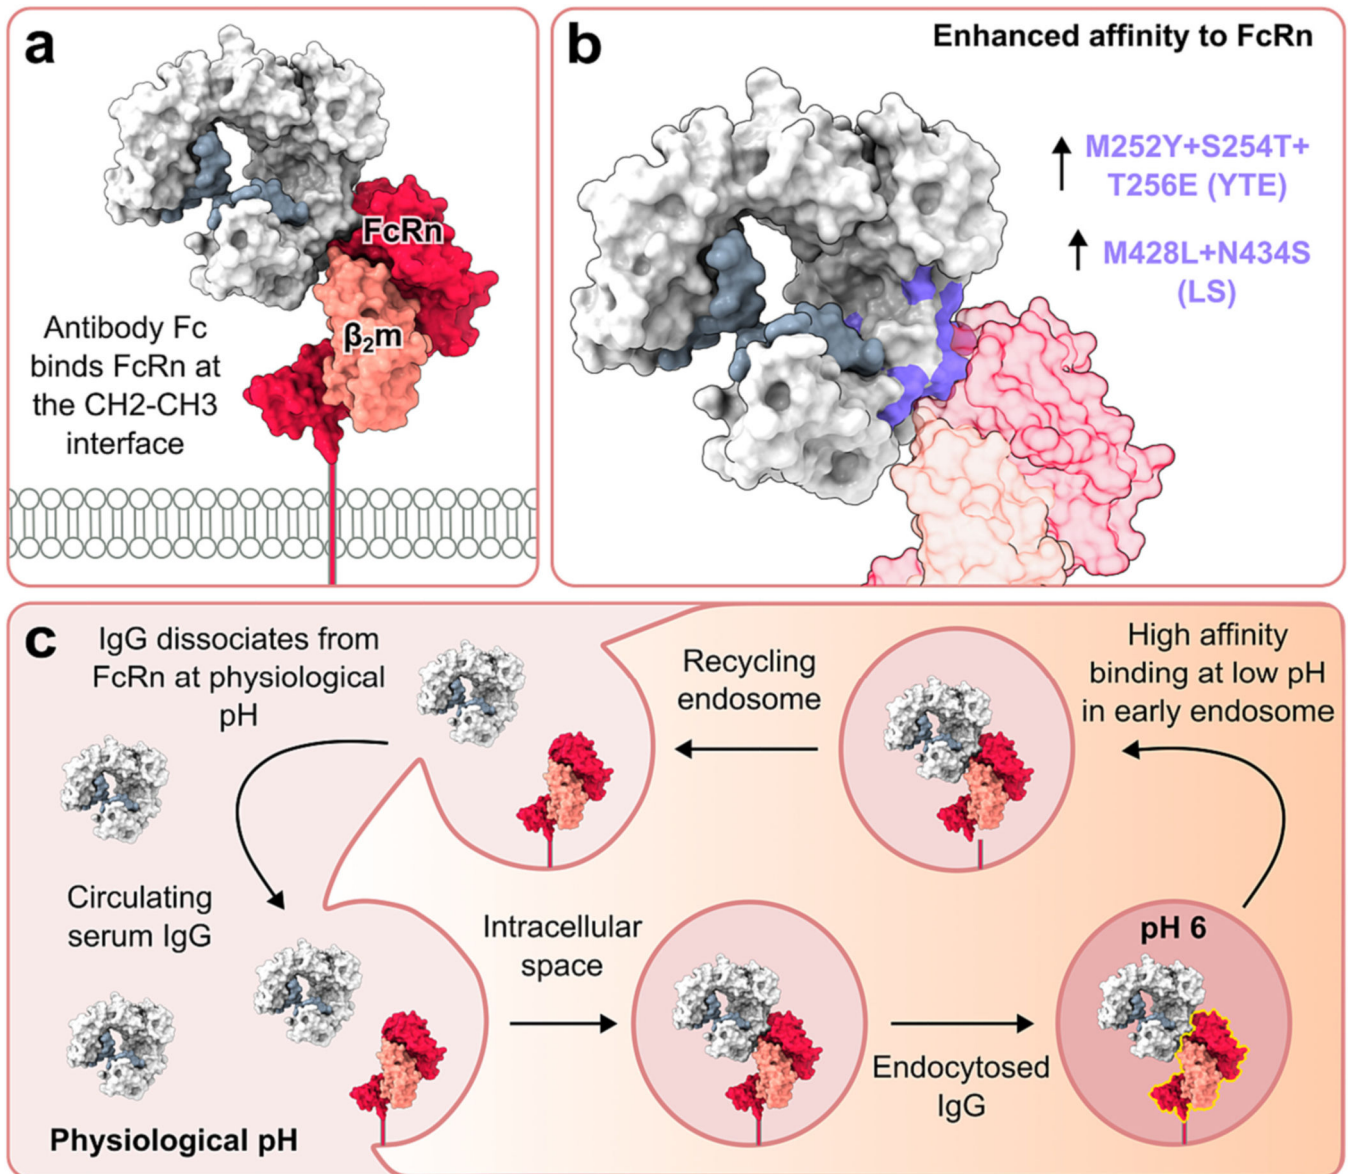 a
FcRn
β₂m
Antibody Fc
binds FcRn at
the CH2-CH3
interface
b
Enhanced affinity to FcRn
M252Y+S254T+
T256E (YTE)
M428L+N434S
(LS)
c
IgG dissociates from
FcRn at physiological
pH
Recycling
endosome
High affinity
binding at low pH
in early endosome
Circulating
serum IgG
Intracellular
space
Endocytosed
IgG
pH 6
Physiological pH